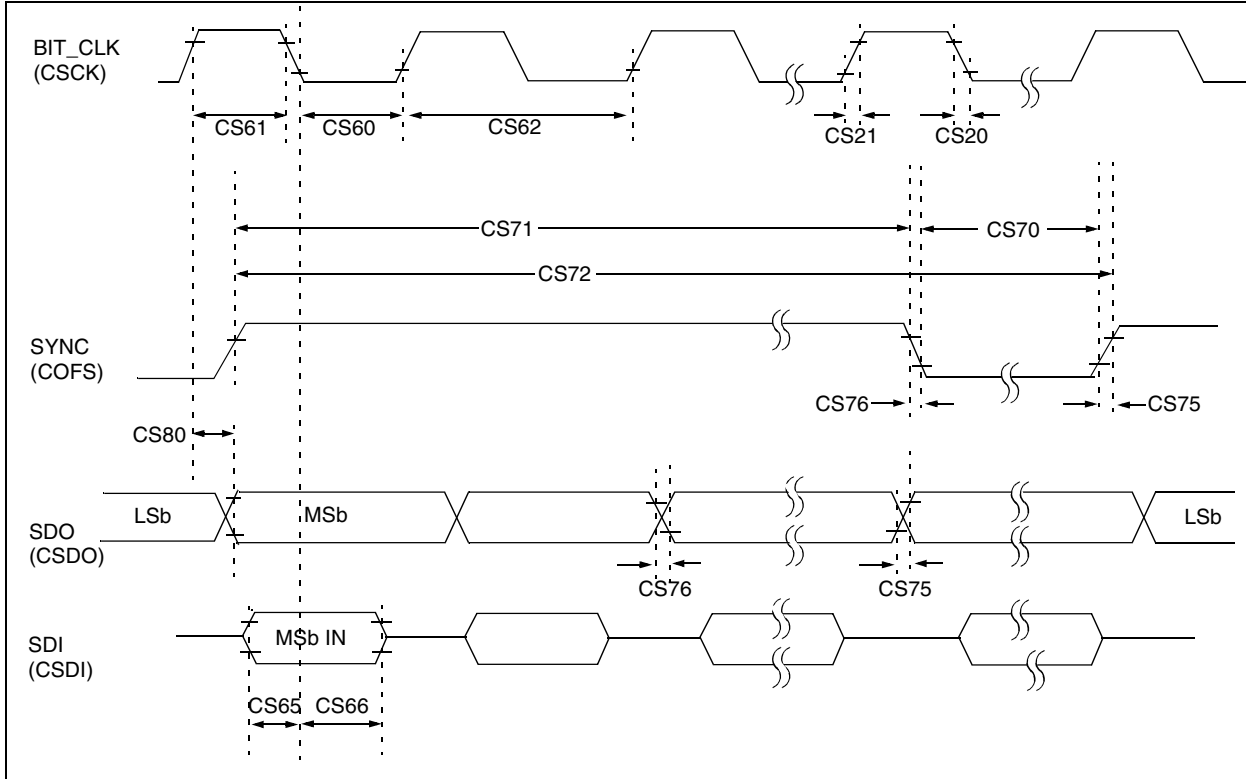 BIT_CLK
(CSCK)
CS61
CS60
CS62
CS21
CS20
CS71
CS70
CS72
SYNC
(COFS)
CS76
CS75
CS80
LSb
MSb
LSb
SDO
(CSDO)
CS76
CS75
MSb IN
SDI
(CSDI)
CS65
CS66